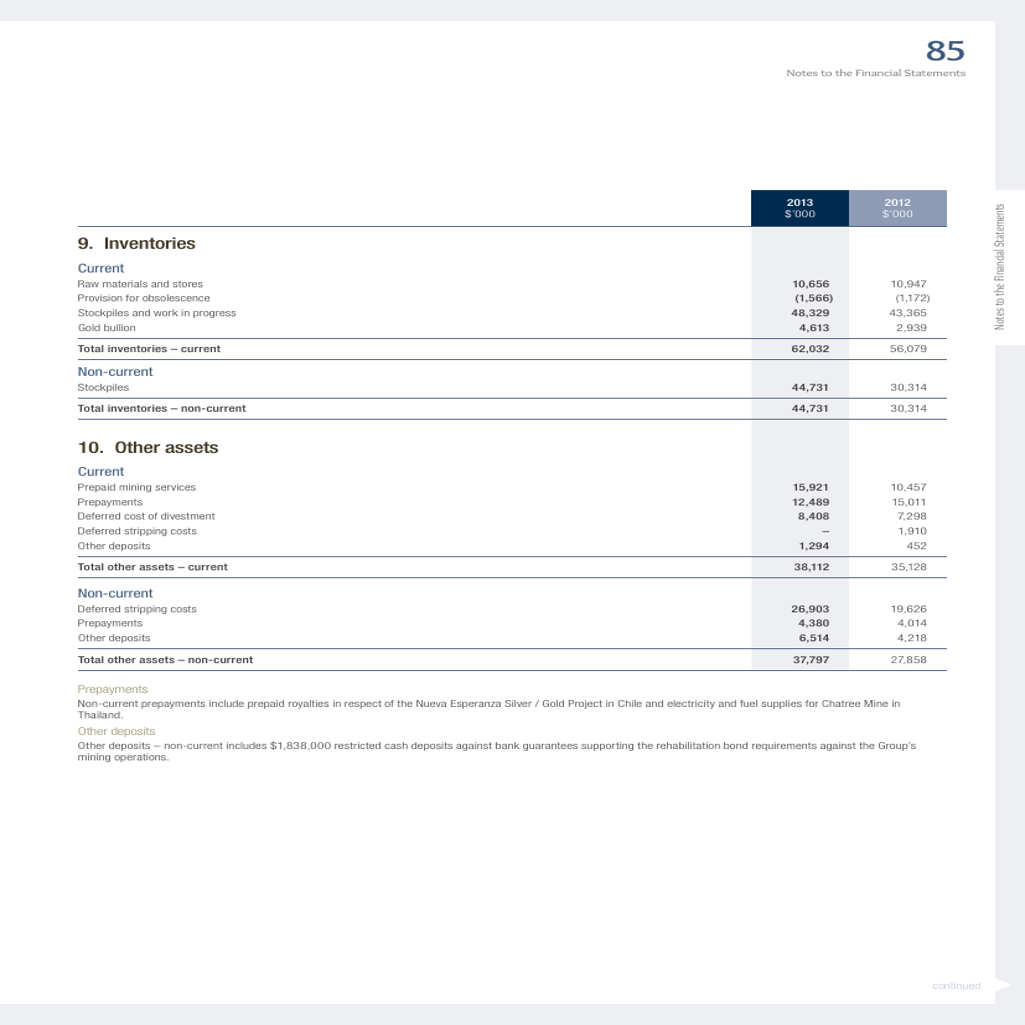 85
Notes to the Financial Statements
2013 2012
$'000 $'000
9. Inventories
Current
Raw materials and stores 10,656 10,947
Provision for obsolescence (1,566) (1,172)
Stockpiles and work in progress 48,329 43,365
Gold bullion 4,613 2,939
Total inventories – current 62,032 56,079
Non-current
Stockpiles 44,731 30,314
Total inventories – non-current 44,731 30,314
10. Other assets
Current
Prepaid mining services 15,921 10,457
Prepayments 12,489 15,011
Deferred cost of divestment 8,408 7,298
Deferred stripping costs – 1,910
Other deposits 1,294 452
Total other assets – current 38,112 35,128
Non-current
Deferred stripping costs 26,903 19,626
Prepayments 4,380 4,014
Other deposits 6,514 4,218
Total other assets – non-current 37,797 27,858
Prepayments
Non-current prepayments include prepaid royalties in respect of the Nueva Esperanza Silver / Gold Project in Chile and electricity and fuel supplies for Chatree Mine in
Thailand.
Other deposits
Other deposits – non-current includes $1,838,000 restricted cash deposits against bank guarantees supporting the rehabilitation bond requirements against the Group's
mining operations.
Notes to the Financial Statements
continued